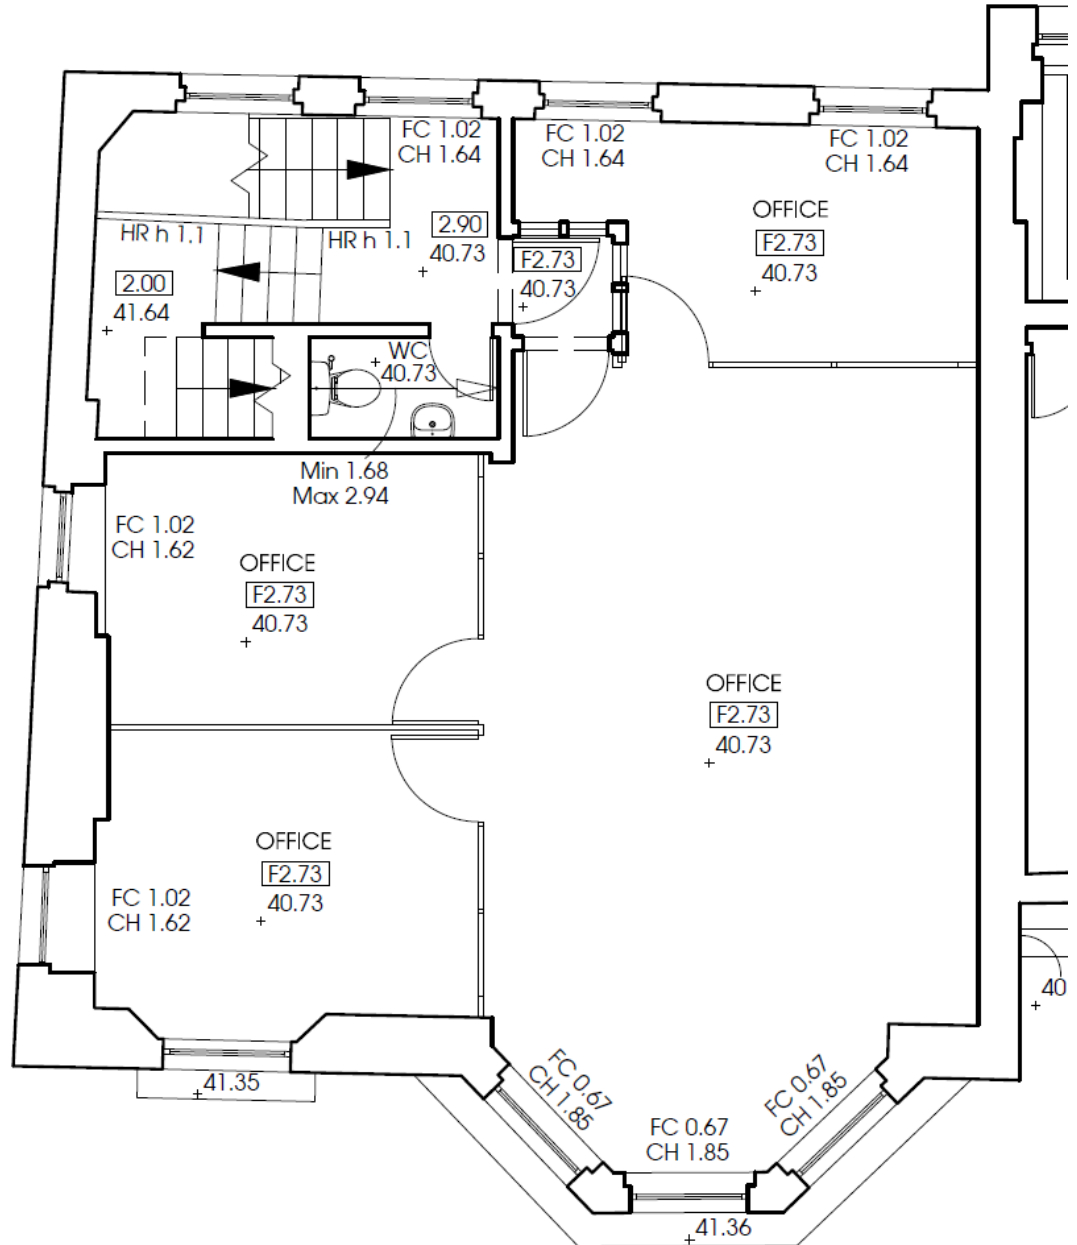 FC 1.02
CH 1.64
FC 1.02
CH 1.64
FC 1.02
CH 1.64
OFFICE
F2.73
40.73
HR h 1.1
HR h 1.1
2.90
40.73
F2.73
40.73
2.00
41.64
WC
40.73
Min 1.68
Max 2.94
FC 1.02
CH 1.62
OFFICE
F2.73
40.73
OFFICE
F2.73
40.73
OFFICE
F2.73
40.73
FC 1.02
CH 1.62
40
41.35
FC 0.67
CH 1.85
FC 0.67
CH 1.85
FC 0.67
CH 1.85
41.36